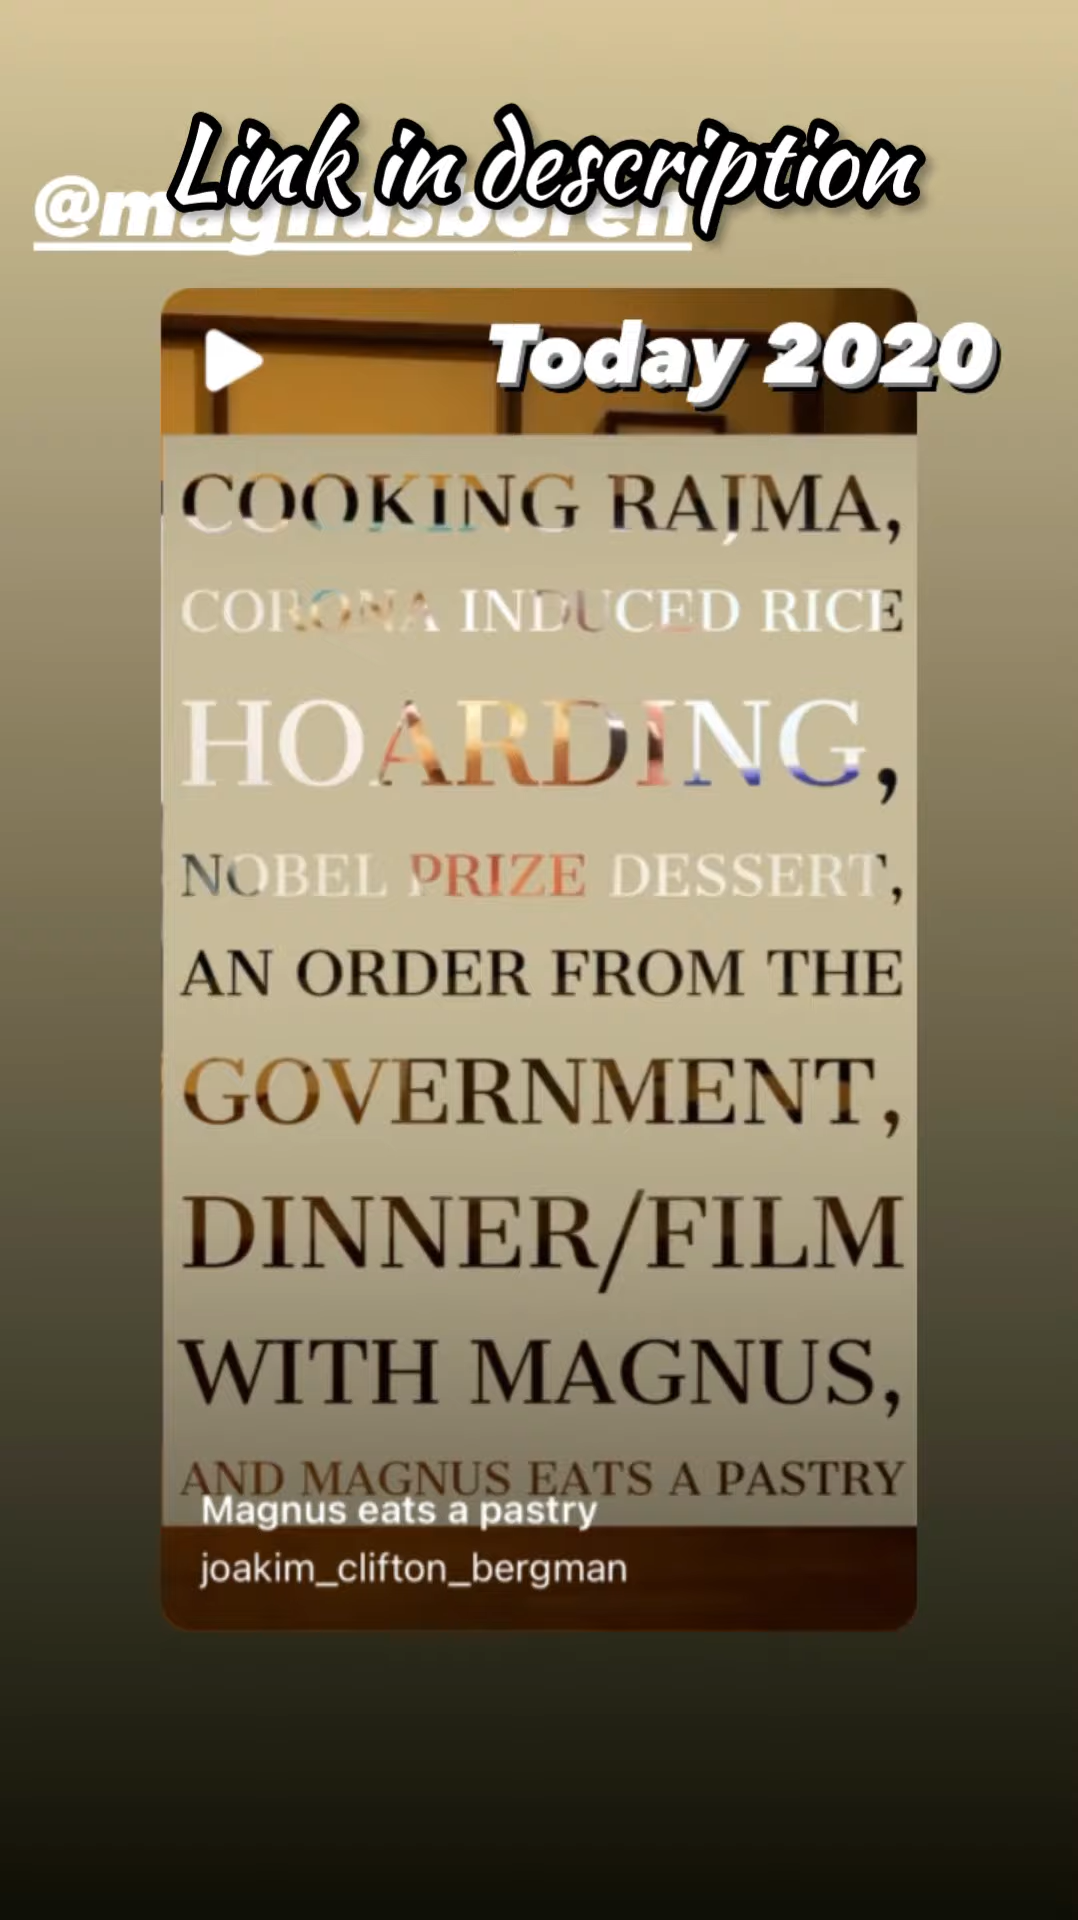 Link in description
@magnusboren
Today 2020
COOKING RAJMA,
CORONA INDUCED RICE
HOARDING,
NOBEL PRIZE DESSERT,
AN ORDER FROM THE
GOVERNMENT,
DINNER/FILM
WITH MAGNUS,
AND MAGNUS EATS A PASTRY
Magnus eats a pastry
joakim_clifton_bergman